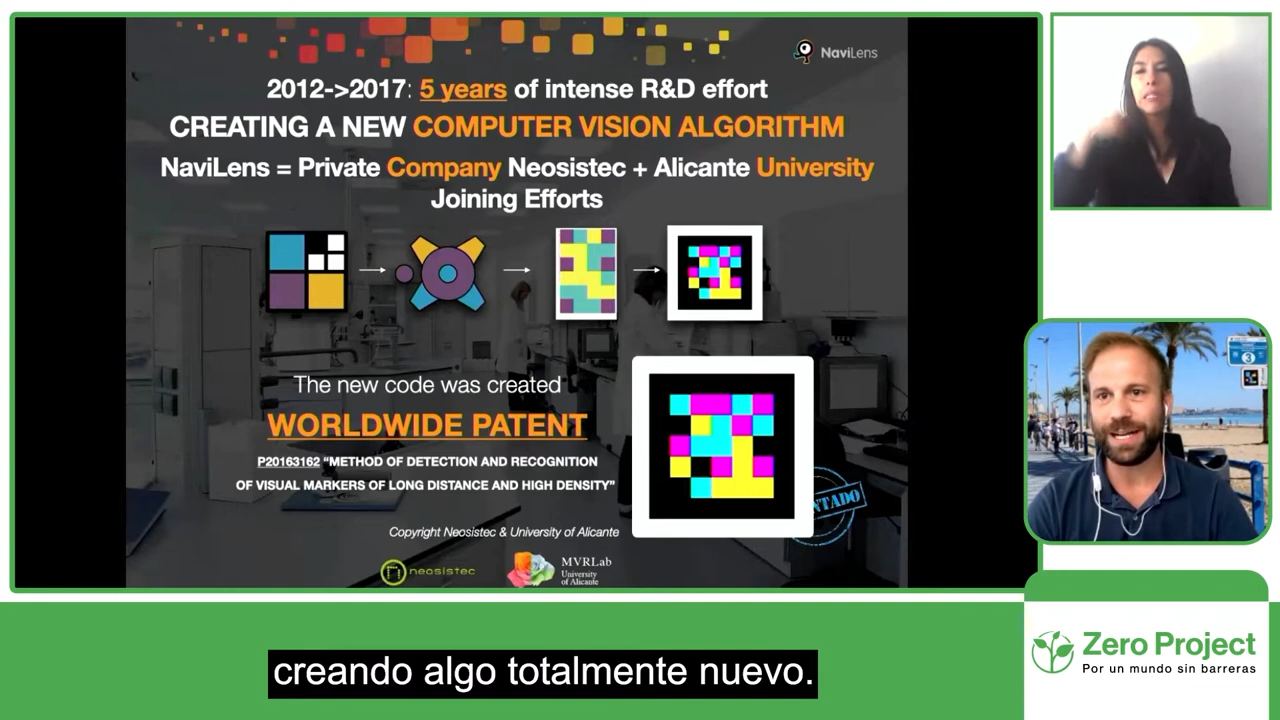 NaviLens
2012->2017: 5 years of intense R&D effort
CREATING A NEW COMPUTER VISION ALGORITHM
NaviLens = Private Company Neosistec + Alicante University
Joining Efforts
The new code was created
WORLDWIDE PATENT
P20163162 “METHOD OF DETECTION AND RECOGNITION
OF VISUAL MARKERS OF LONG DISTANCE AND HIGH DENSITY”
NTADO
Copyright Neosistec & University of Alicante
neosistec
MVRLab
University
of Alicante
3
Zero Project
Por un mundo sin barreras
creando algo totalmente nuevo.